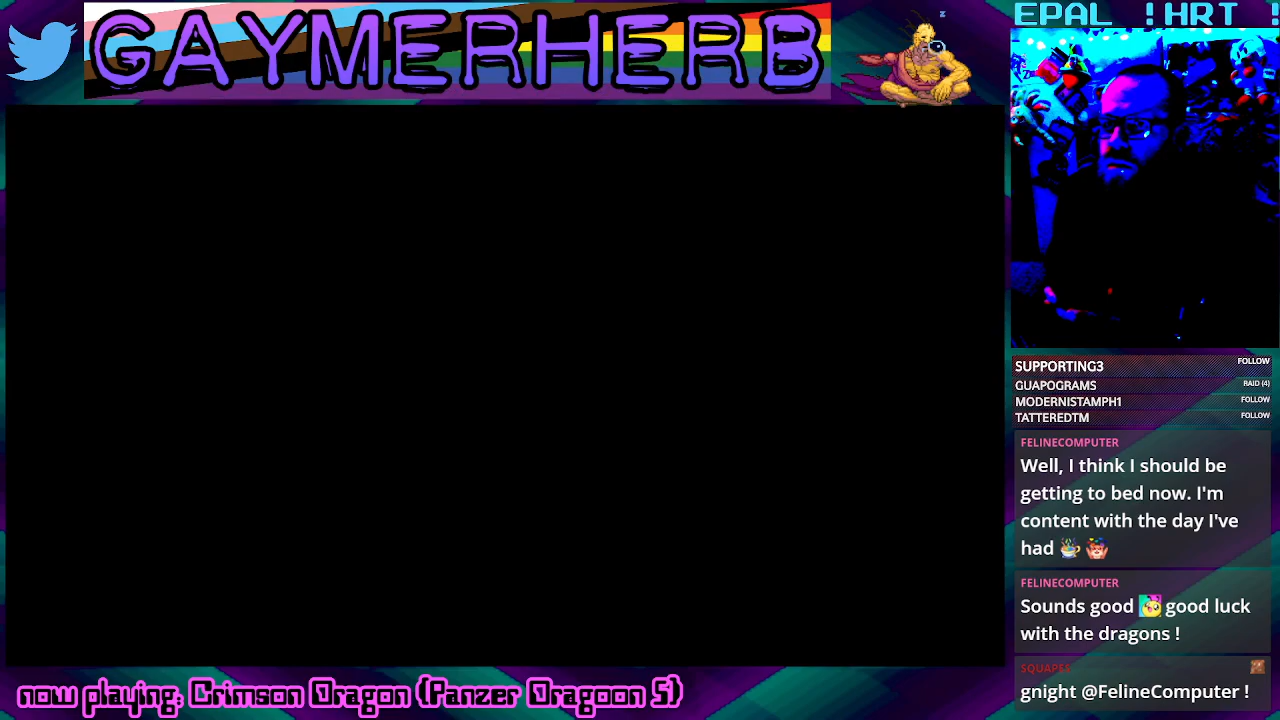 GAYMERHERB
z
EPAL !HRT !
SUPPORTING3 FOLLOW
GUAPOGRAMS RAID (4)
MODERNISTAMPH1 FOLLOW
TATTEREDTM FOLLOW
FELINECOMPUTER
Well, I think I should be
getting to bed now. I'm
content with the day I've
had
FELINECOMPUTER
Sounds good good luck
with the dragons !
SQUAPES
gnight @FelineComputer !
now playing: Crimson Dragon (Panzer Dragoon 5)